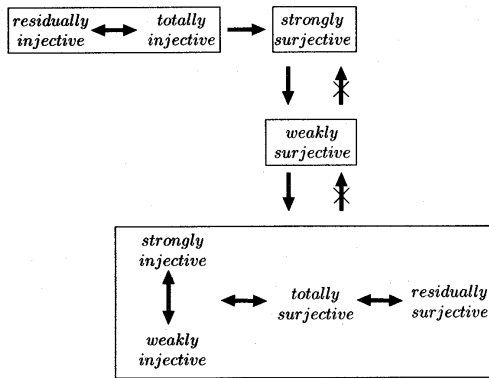 residually
injective
totally
injective
strongly
surjective
weakly
surjective
strongly
injective
weakly
injective
totally
surjective
residually
surjective